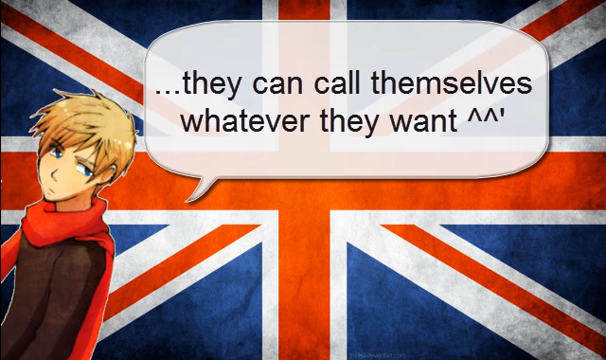 ...they can call themselves
whatever they want ^^'